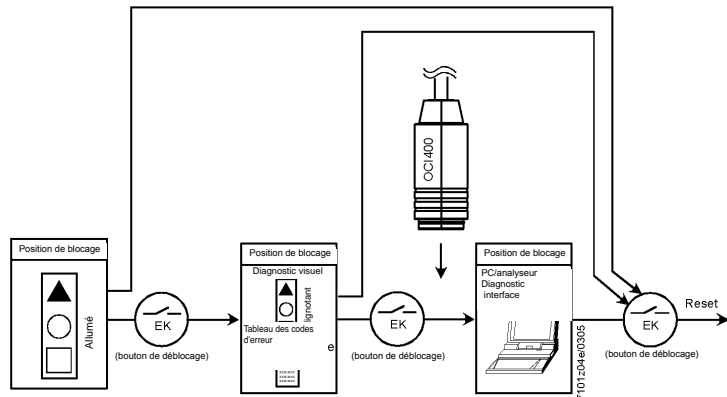 OCI400
Position de blocage
Allumé
EK
(bouton de déblocage)
Position de blocage
Diagnostic visuel
lignotant
Tableau des codes
d'erreur
e
EK
(bouton de déblocage)
Position de blocage
PC/analyseur
Diagnostic
interface
7101z04e/0305
EK
(bouton de déblocage)
Reset